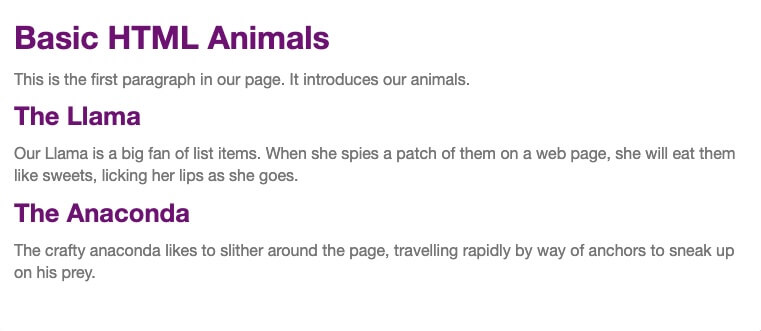 Basic HTML Animals
This is the first paragraph in our page. It introduces our animals.
The Llama
Our Llama is a big fan of list items. When she spies a patch of them on a web page, she will eat them
like sweets, licking her lips as she goes.
The Anaconda
The crafty anaconda likes to slither around the page, travelling rapidly by way of anchors to sneak up
on his prey.